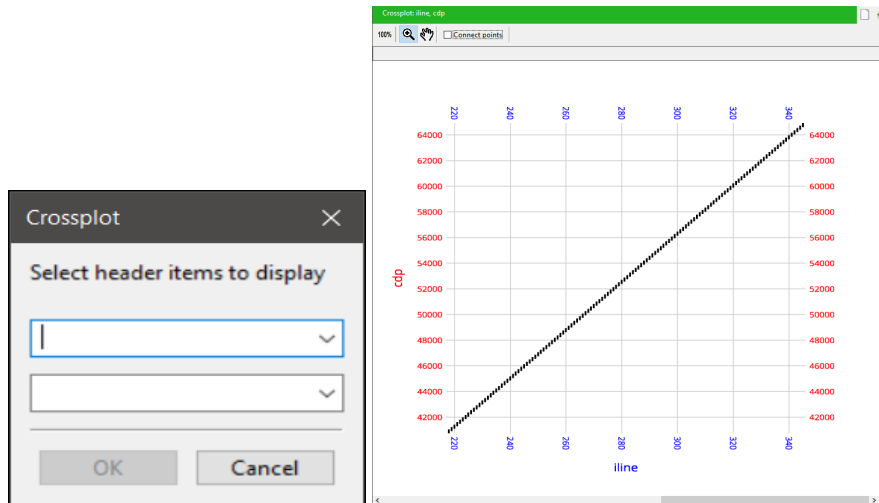 Crossplot
Select header items to display
OK Cancel
Crossplot: iline, cdp
100% Connect points
220 240 260 280 300 320 340
64000 64000
62000 62000
60000 60000
58000 58000
56000 56000
54000 54000
cdp
52000 52000
50000 50000
48000 48000
46000 46000
44000 44000
42000 42000
220 240 260 280 300 320 340
iline